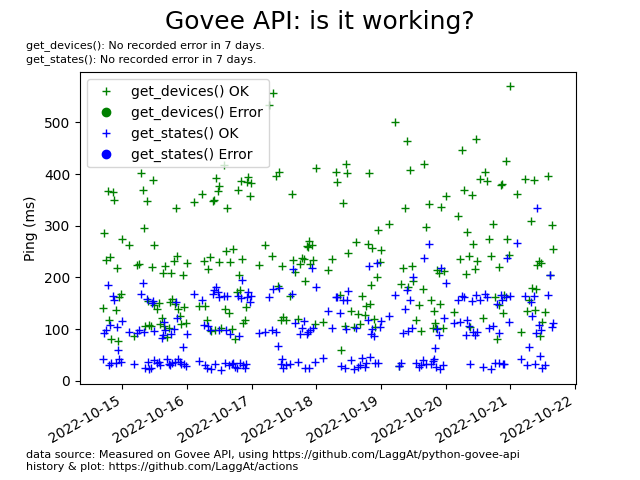 Govee API: is it working?
get_devices(): No recorded error in 7 days.
get_states(): No recorded error in 7 days.
get_devices() OK
get_devices() Error
get_states() OK
get_states() Error
Ping (ms)
500
400
300
200
100
0
2022-10-15
2022-10-16
2022-10-17
2022-10-18
2022-10-19
2022-10-20
2022-10-21
2022-10-22
data source: Measured on Govee API, using https://github.com/LaggAt/python-govee-api
history & plot: https://github.com/LaggAt/actions